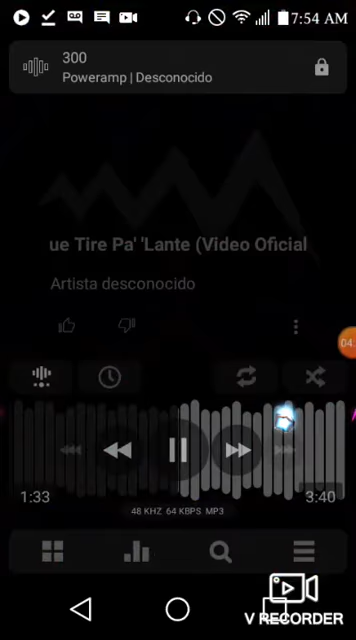 7:54 AM
300
Poweramp | Desconocido
ue Tire Pa' 'Lante (Video Oficial
Artista desconocido
04:
1:33
3:40
48 KHZ 64 KBPS MP3
V RECORDER